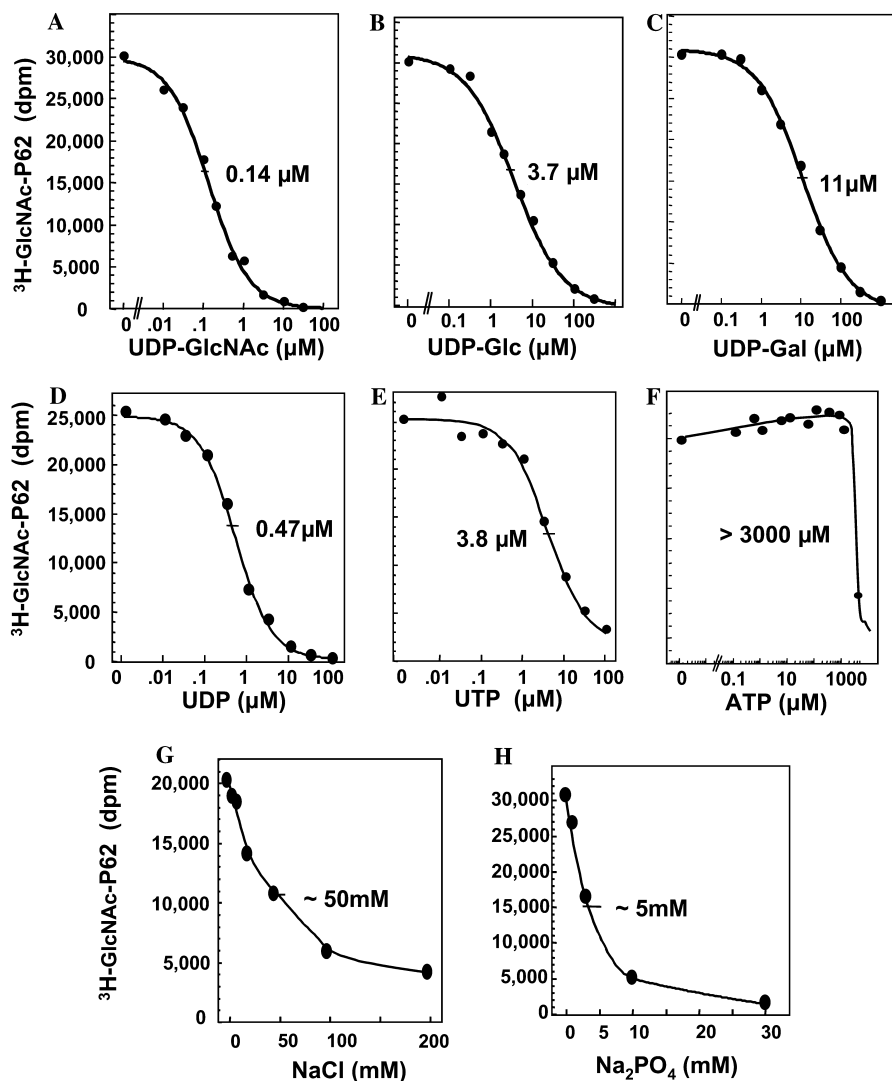 A
B
C
³H-GlcNAc-P62 (dpm)
30,000
25,000
20,000
15,000
10,000
5,000
0
0.14 µM
3.7 µM
11µM
0 .01 .1 1 10 100
0 0.1 1 10 100
0 0.1 1 10 100
UDP-GlcNAc (µM)
UDP-Glc (µM)
UDP-Gal (µM)
D
E
F
³H-GlcNAc-P62 (dpm)
25,000
20,000
15,000
10,000
5,000
0
0.47µM
3.8 µM
> 3000 µM
0 .01 0.1 1 10 100
0 .01 0.1 1 10 100
0 0.1 10 1000
UDP (µM)
UTP (µM)
ATP (µM)
G
H
³H-GlcNAc-P62 (dpm)
20,000
15,000
10,000
5,000
0
~ 50mM
0 50 100 200
NaCl (mM)
30,000
25,000
20,000
15,000
10,000
5,000
0
~ 5mM
0 5 10 20 30
Na₂PO₄ (mM)